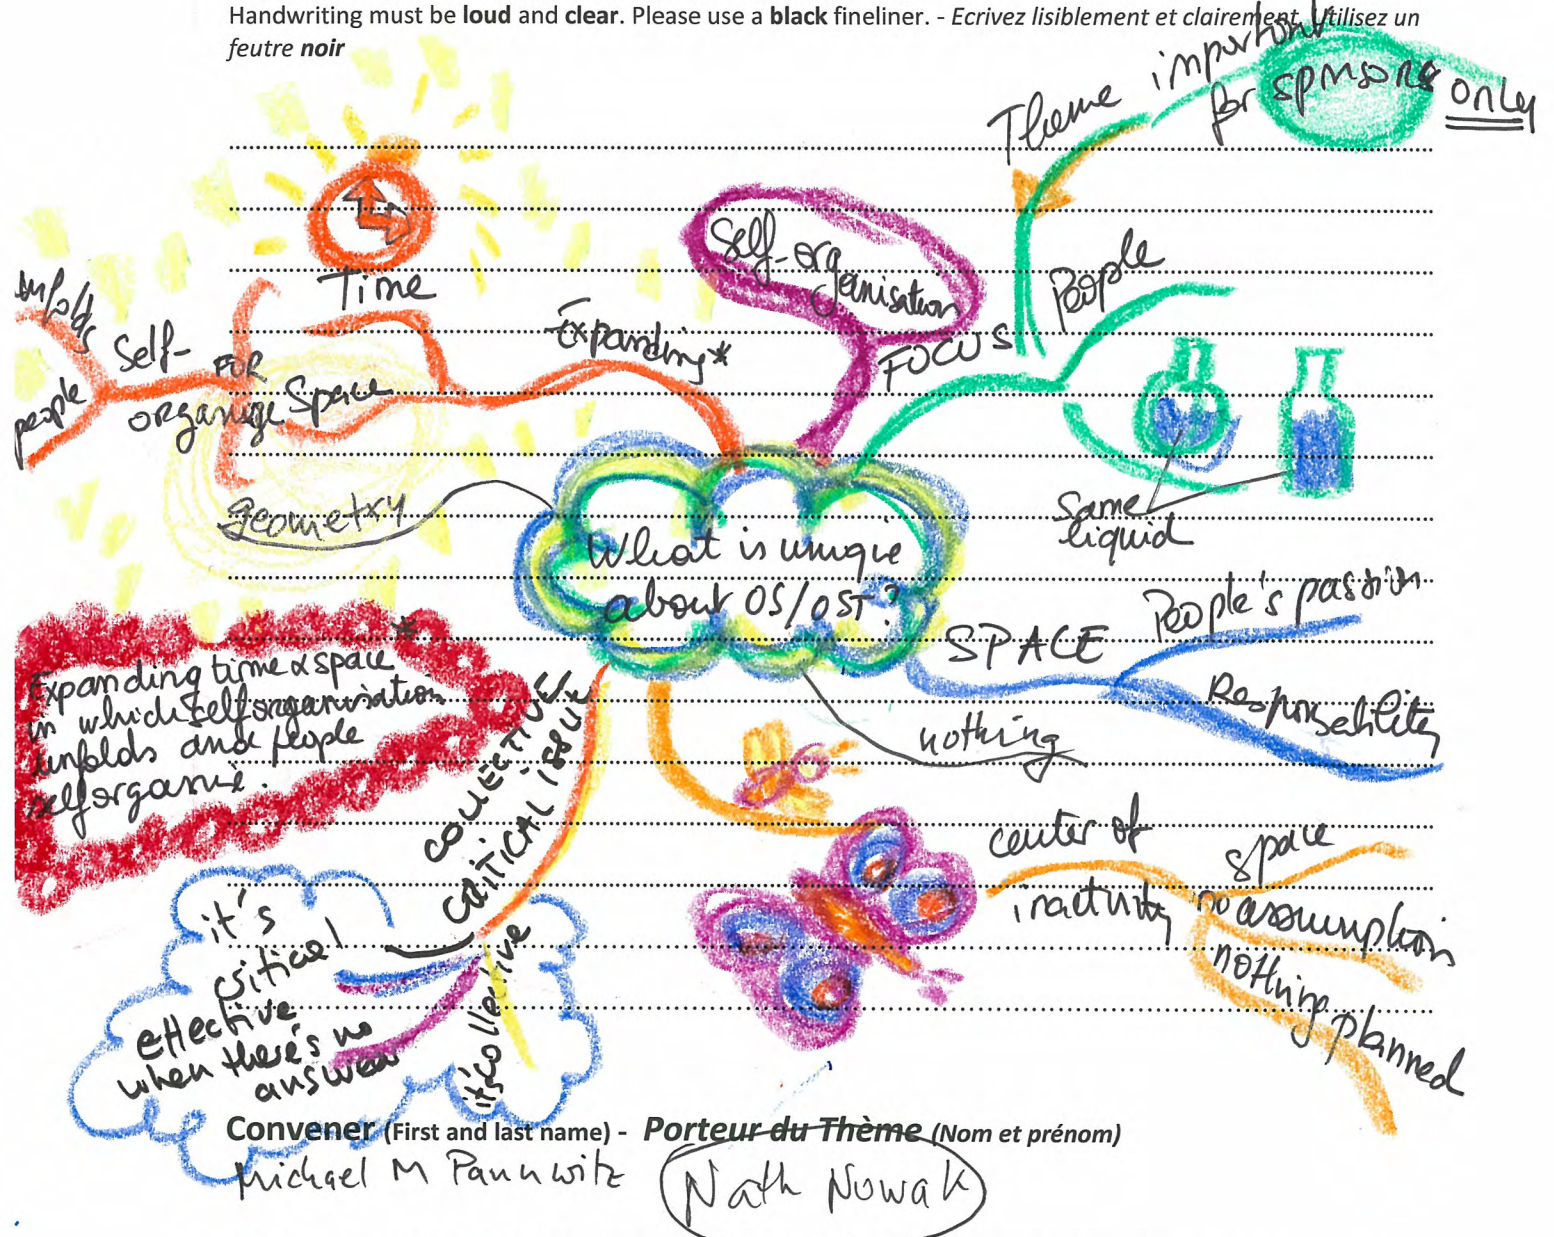 Handwriting must be loud and clear. Please use a black fineliner. - Ecrivez lisiblement et clairement. Utilisez un
feutre noir
Theme important
for sponsors only
Time
Self-organisation
People
FOCUS
Expanding*
unfolds
people
Self-
organize
FOR
Space
geometry
Same
liquid
What is unique
about OS/OST?
SPACE
People's passion
Responsability
nothing
*
Expanding time & space
in which selforganisation
unfolds and people
selforganise.
COLLECTIVE
CRITICAL ISSUE
center of
inactivity
space
no assumption
nothing planned
it's
critical
effective
when there's no
answer
it's collective
Convener (First and last name) - Porteur du Thème (Nom et prénom)
Michael M Pannwitz
Nath Nowak